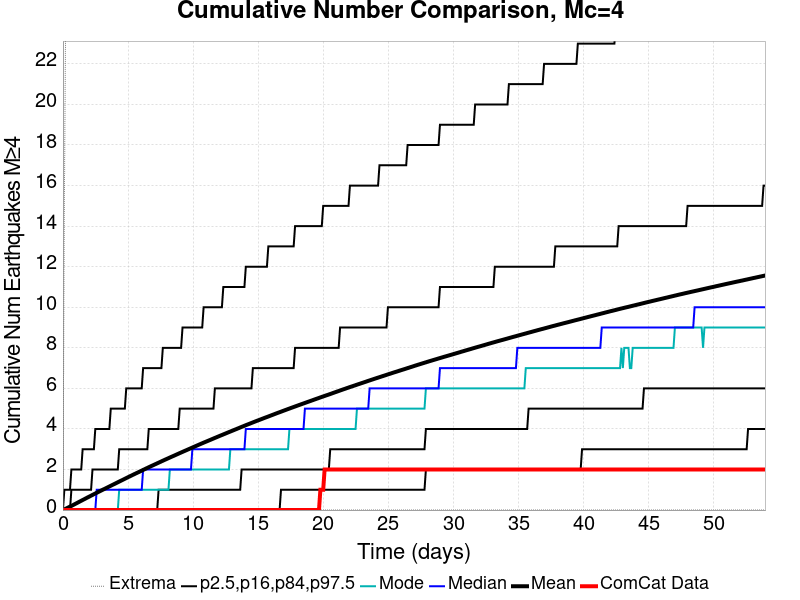 Cumulative Number Comparison, Mc=4
Cumulative Num Earthquakes M≥4
22
20
18
16
14
12
10
8
6
4
2
0
0 5 10 15 20 25 30 35 40 45 50
Time (days)
Extrema p2.5,p16,p84,p97.5 Mode Median Mean ComCat Data